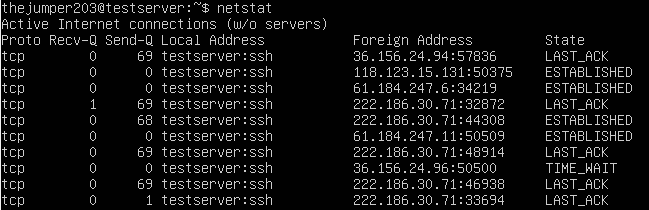 thejumper203@testserver:~$ netstat
Active Internet connections (w/o servers)
Proto Recv-Q Send-Q Local Address           Foreign Address         State
tcp        0     69 testserver:ssh          36.156.24.94:57836      LAST_ACK
tcp        0      0 testserver:ssh          118.123.15.131:50375    ESTABLISHED
tcp        0      0 testserver:ssh          61.184.247.6:34219      ESTABLISHED
tcp        1     69 testserver:ssh          222.186.30.71:32872     LAST_ACK
tcp        0     68 testserver:ssh          222.186.30.71:44308     ESTABLISHED
tcp        0      0 testserver:ssh          61.184.247.11:50509     ESTABLISHED
tcp        0     69 testserver:ssh          222.186.30.71:48914     LAST_ACK
tcp        0      0 testserver:ssh          36.156.24.96:50500      TIME_WAIT
tcp        0     69 testserver:ssh          222.186.30.71:46938     LAST_ACK
tcp        0      1 testserver:ssh          222.186.30.71:33694     LAST_ACK